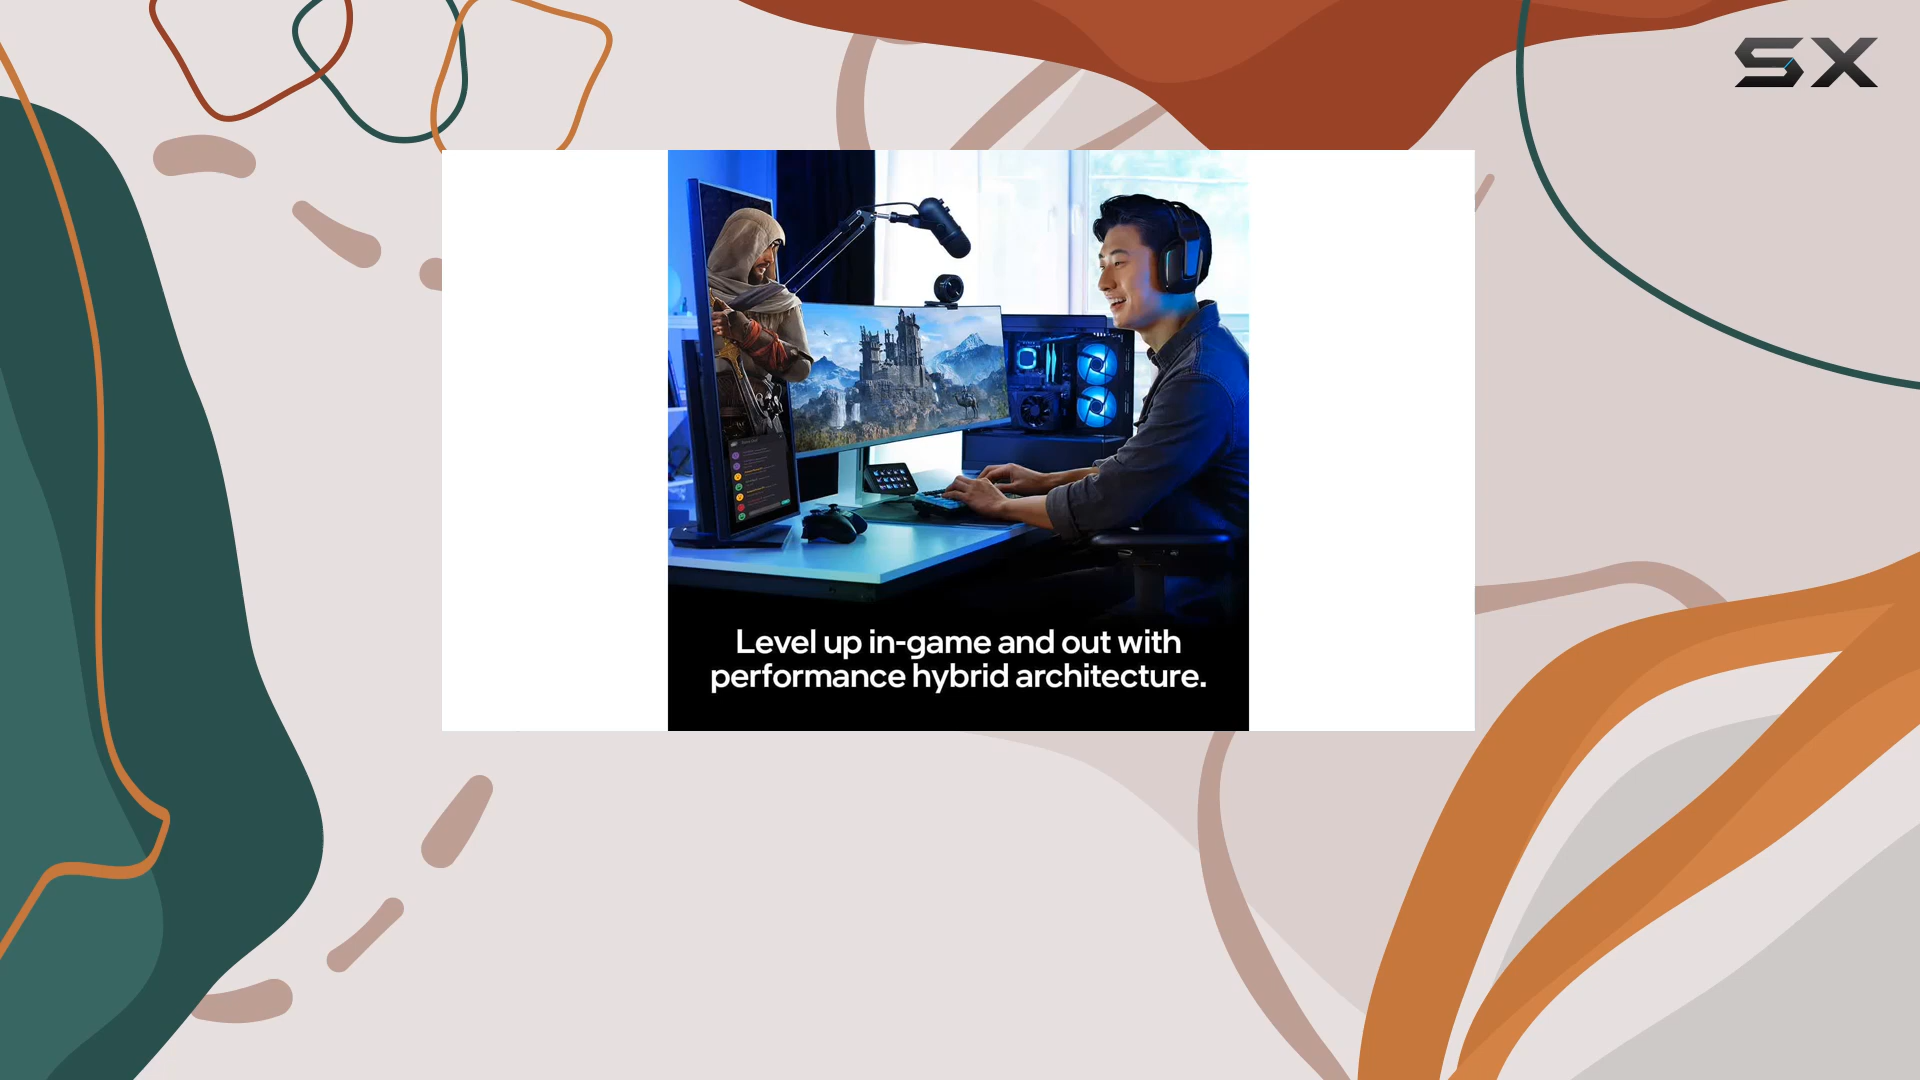 SX
Level up in-game and out with
performance hybrid architecture.